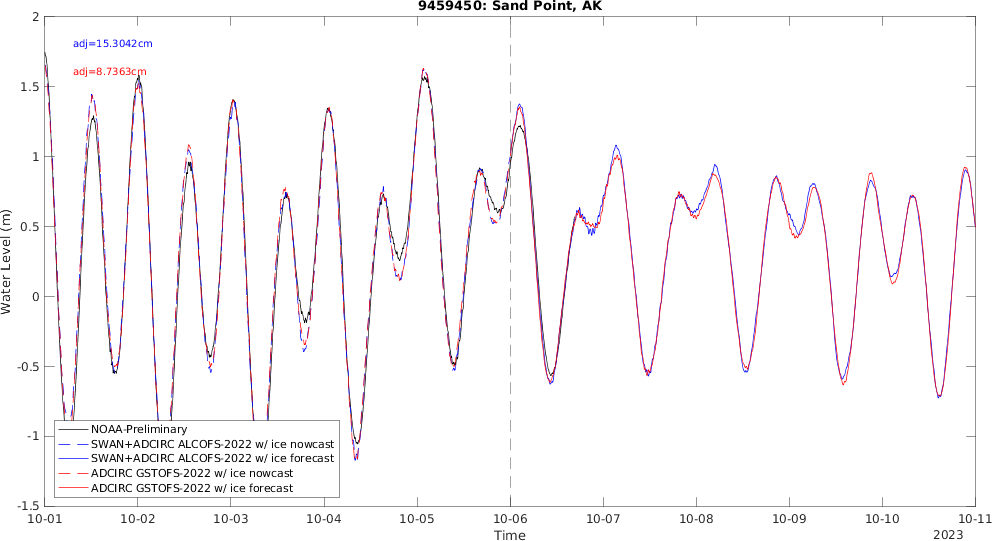 9459450: Sand Point, AK
2
adj=15.3042cm
adj=8.7363cm
1.5
1
0.5
0
-0.5
-1
-1.5
Water Level (m)
NOAA-Preliminary
SWAN+ADCIRC ALCOFS-2022 w/ ice nowcast
SWAN+ADCIRC ALCOFS-2022 w/ ice forecast
ADCIRC GSTOFS-2022 w/ ice nowcast
ADCIRC GSTOFS-2022 w/ ice forecast
10-01 10-02 10-03 10-04 10-05 10-06 10-07 10-08 10-09 10-10 10-11
Time
2023